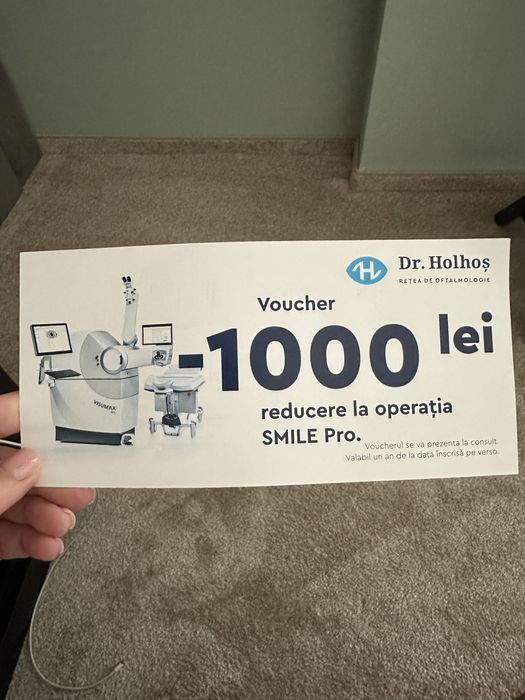 Dr. Holhoș
REȚEA DE OFTALMOLOGIE
Voucher
-1000 lei
reducere la operația
SMILE Pro.
Voucherul se va prezenta la consult.
Valabil un an de la data înscrisă pe verso.
VISUMAX